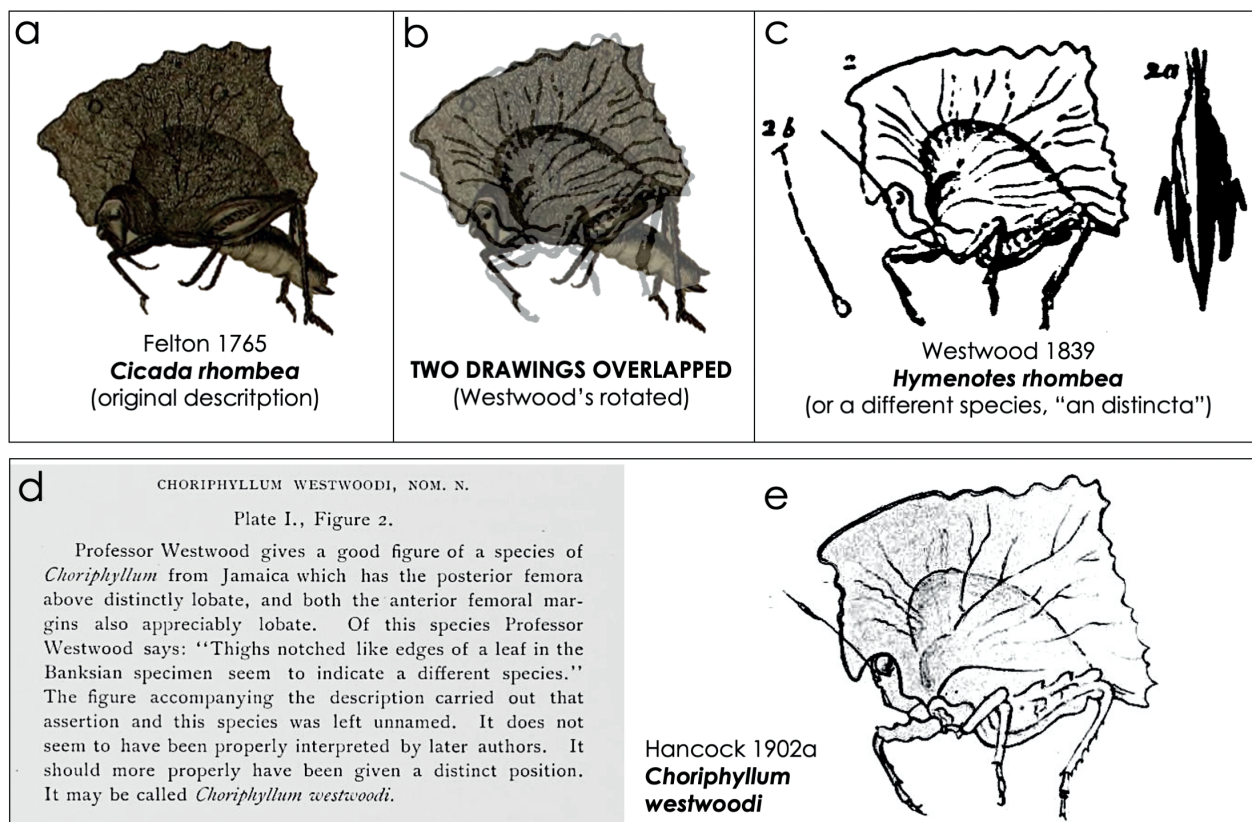 a
Felton 1765
Cicada rhombea
(original descritption)
b
TWO DRAWINGS OVERLAPPED
(Westwood’s rotated)
c
2
2a
2b
Westwood 1839
Hymenotes rhombea
(or a different species, “an distincta”)
d
CHORIPHYLLUM WESTWOODI, NOM. N.
Plate I., Figure 2.
Professor Westwood gives a good figure of a species of
Choriphyllum from Jamaica which has the posterior femora
above distinctly lobate, and both the anterior femoral mar-
gins also appreciably lobate. Of this species Professor
Westwood says: “Thighs notched like edges of a leaf in the
Banksian specimen seem to indicate a different species.”
The figure accompanying the description carried out that
assertion and this species was left unnamed. It does not
seem to have been properly interpreted by later authors. It
should more properly have been given a distinct position.
It may be called Choriphyllum westwoodi.
e
Hancock 1902a
Choriphyllum
westwoodi